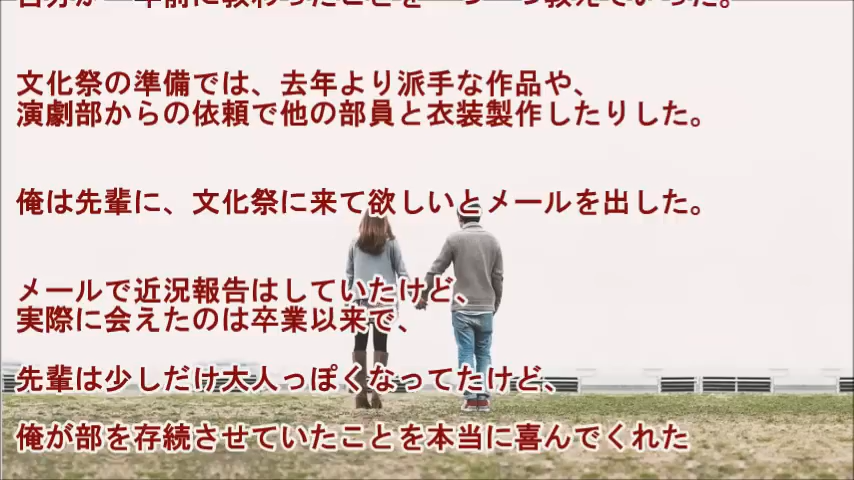 文化祭の準備では、去年より派手な作品や、
演劇部からの依頼で他の部員と衣装製作したりした。
俺は先輩に、文化祭に来て欲しいとメールを出した。
メールで近況報告はしていたけど、
実際に会えたのは卒業以来で、
先輩は少しだけ大人っぽくなってたけど、
俺が部を存続させていたことを本当に喜んでくれた